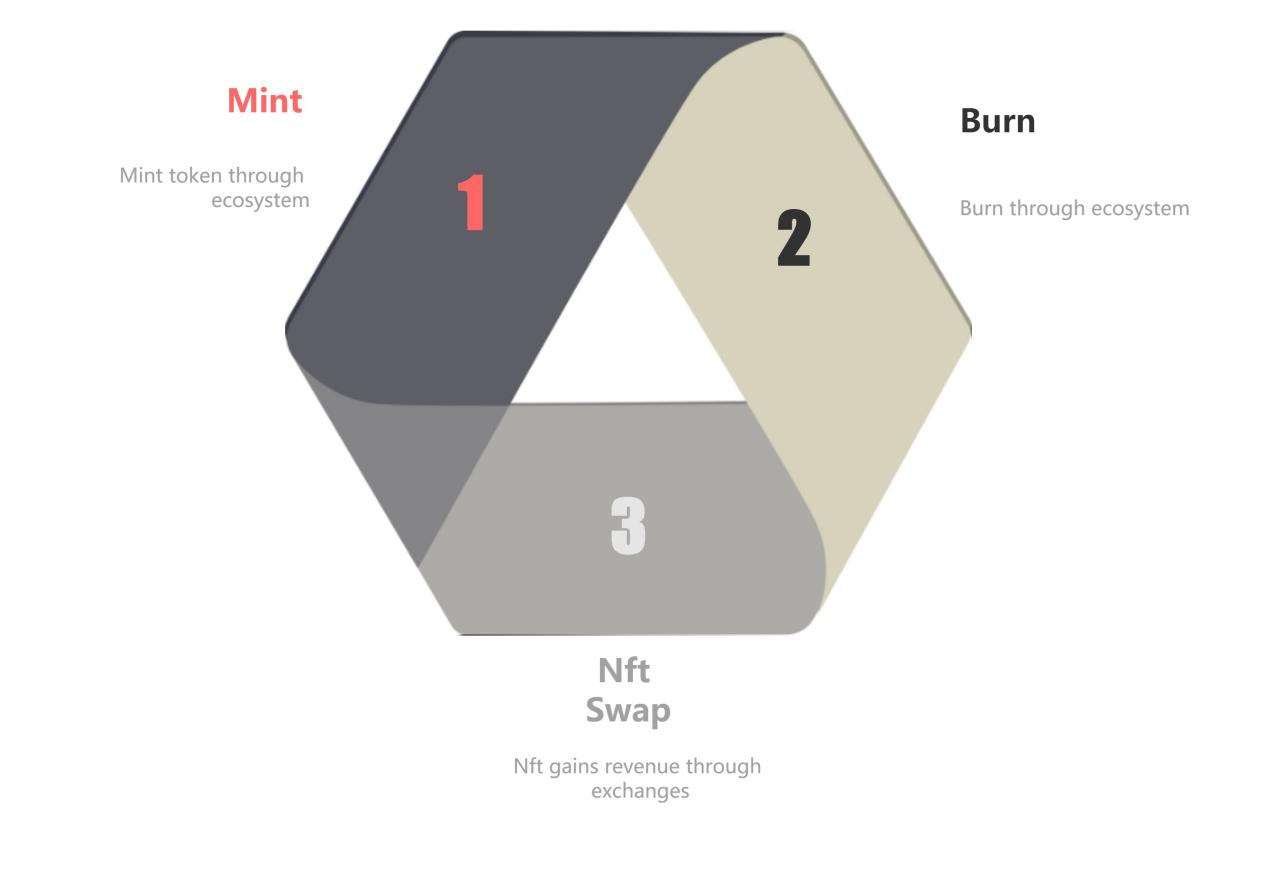 Mint
Mint token through
ecosystem
1
Burn
Burn through ecosystem
2
3
Nft
Swap
Nft gains revenue through
exchanges